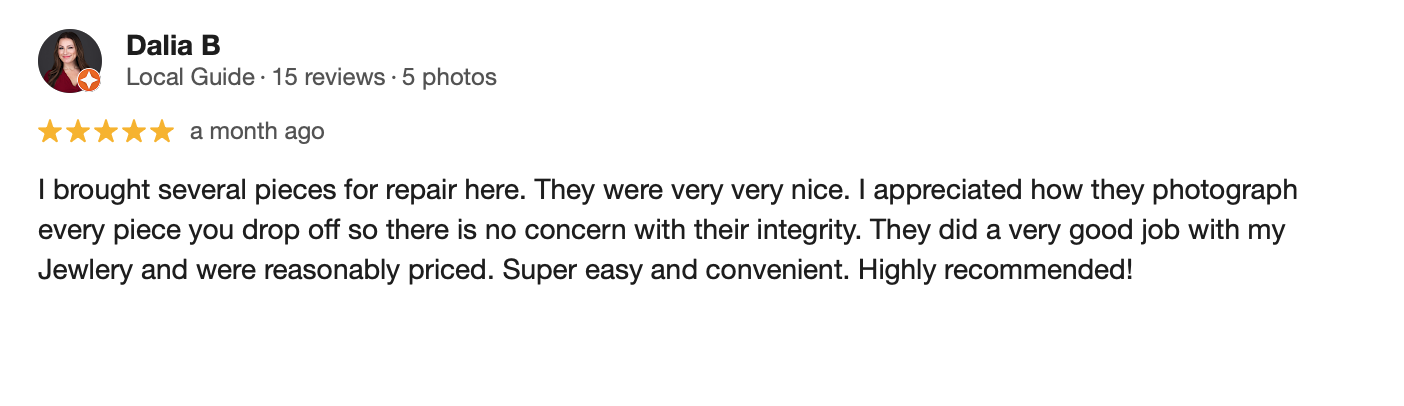 Dalia B
Local Guide · 15 reviews · 5 photos
a month ago
I brought several pieces for repair here. They were very very nice. I appreciated how they photograph
every piece you drop off so there is no concern with their integrity. They did a very good job with my
Jewlery and were reasonably priced. Super easy and convenient. Highly recommended!